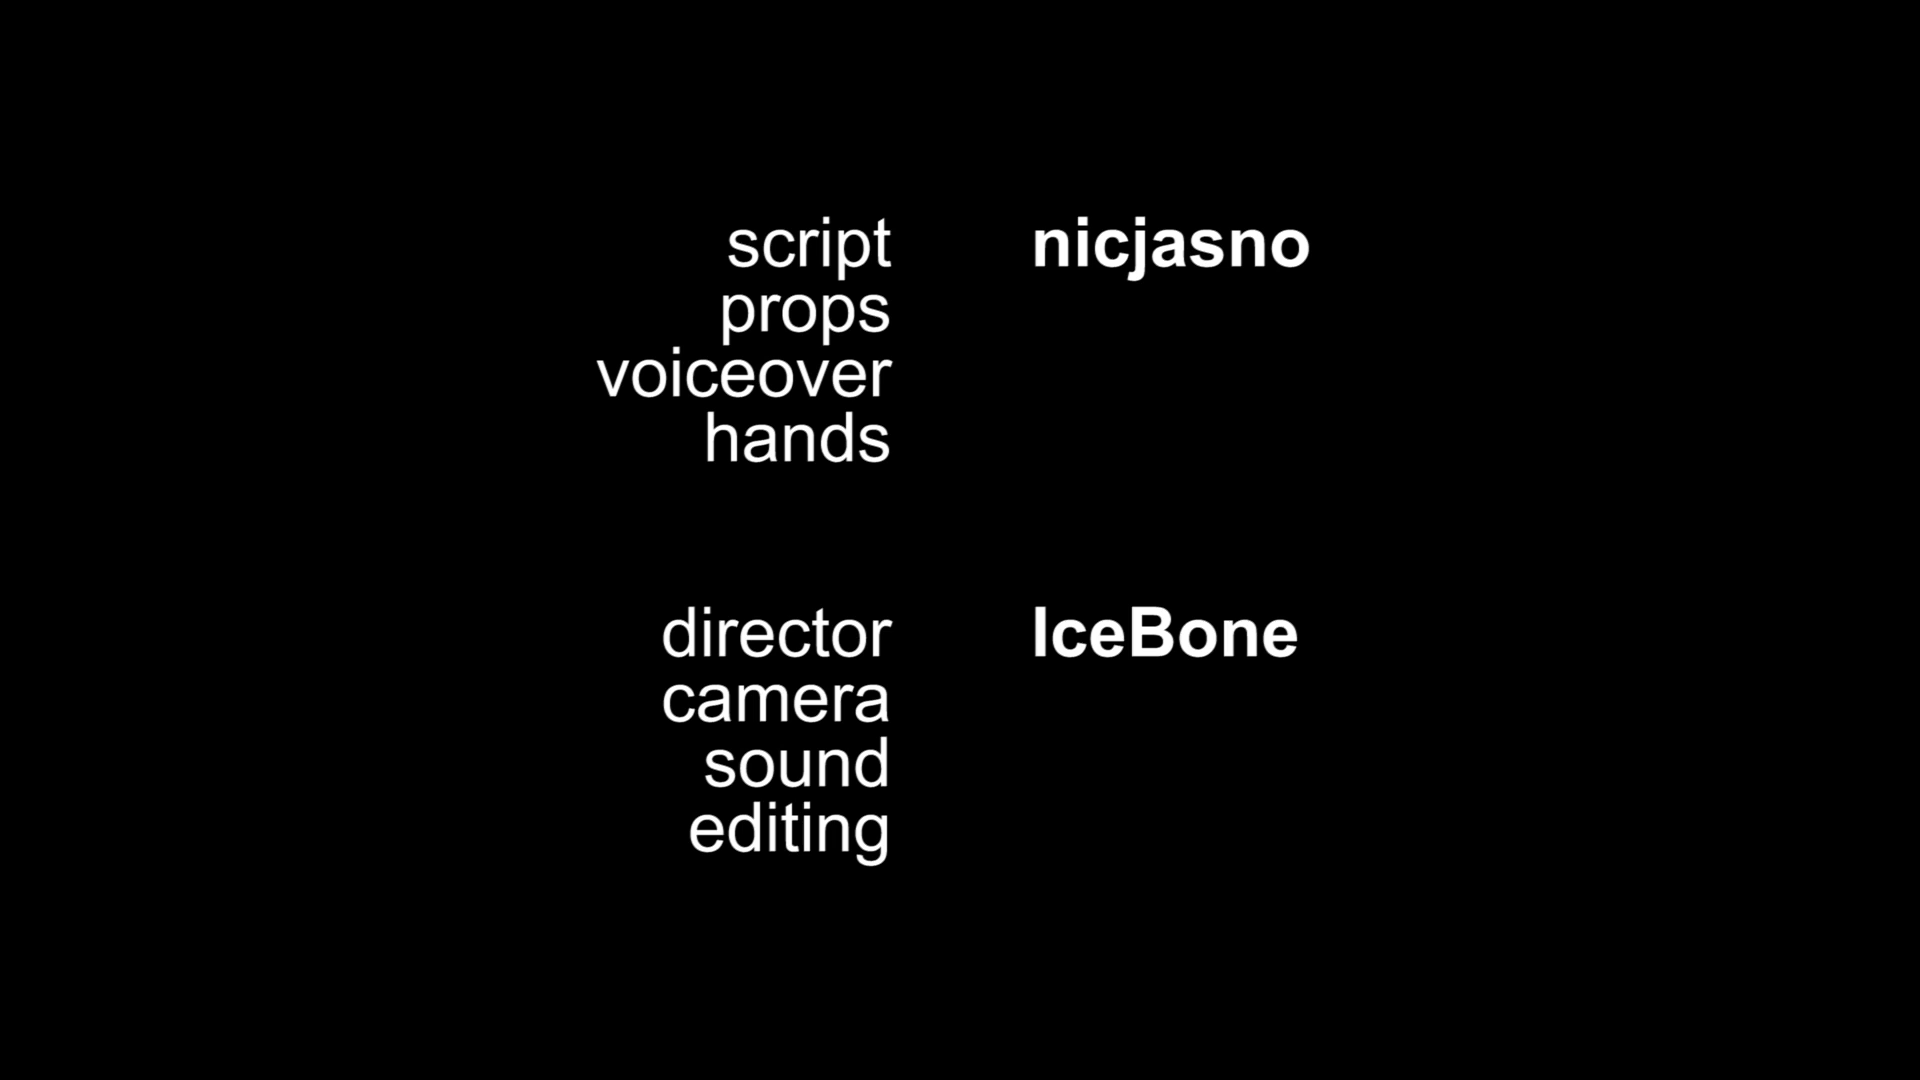 script nicjasno
props
voiceover
hands
director IceBone
camera
sound
editing